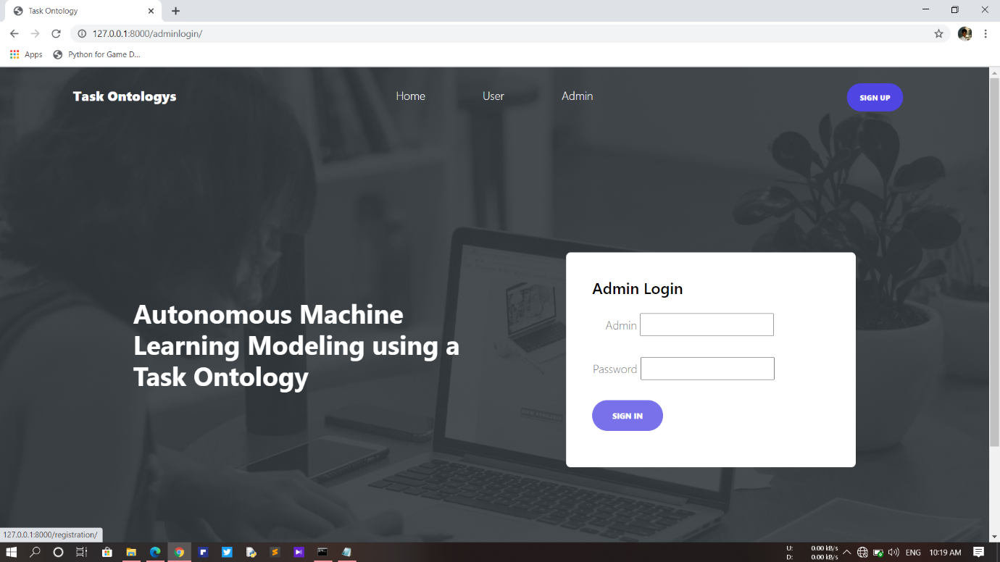 Task Ontology
127.0.0.1:8000/adminlogin/
Apps
Python for Game D...
Task Ontologys
Home
User
Admin
SIGN UP
Autonomous Machine
Learning Modeling using a
Task Ontology
Admin Login
Admin
Password
SIGN IN
127.0.0.1:8000/registration/
U: 0.00 kB/s
D: 0.00 kB/s
ENG
10:19 AM